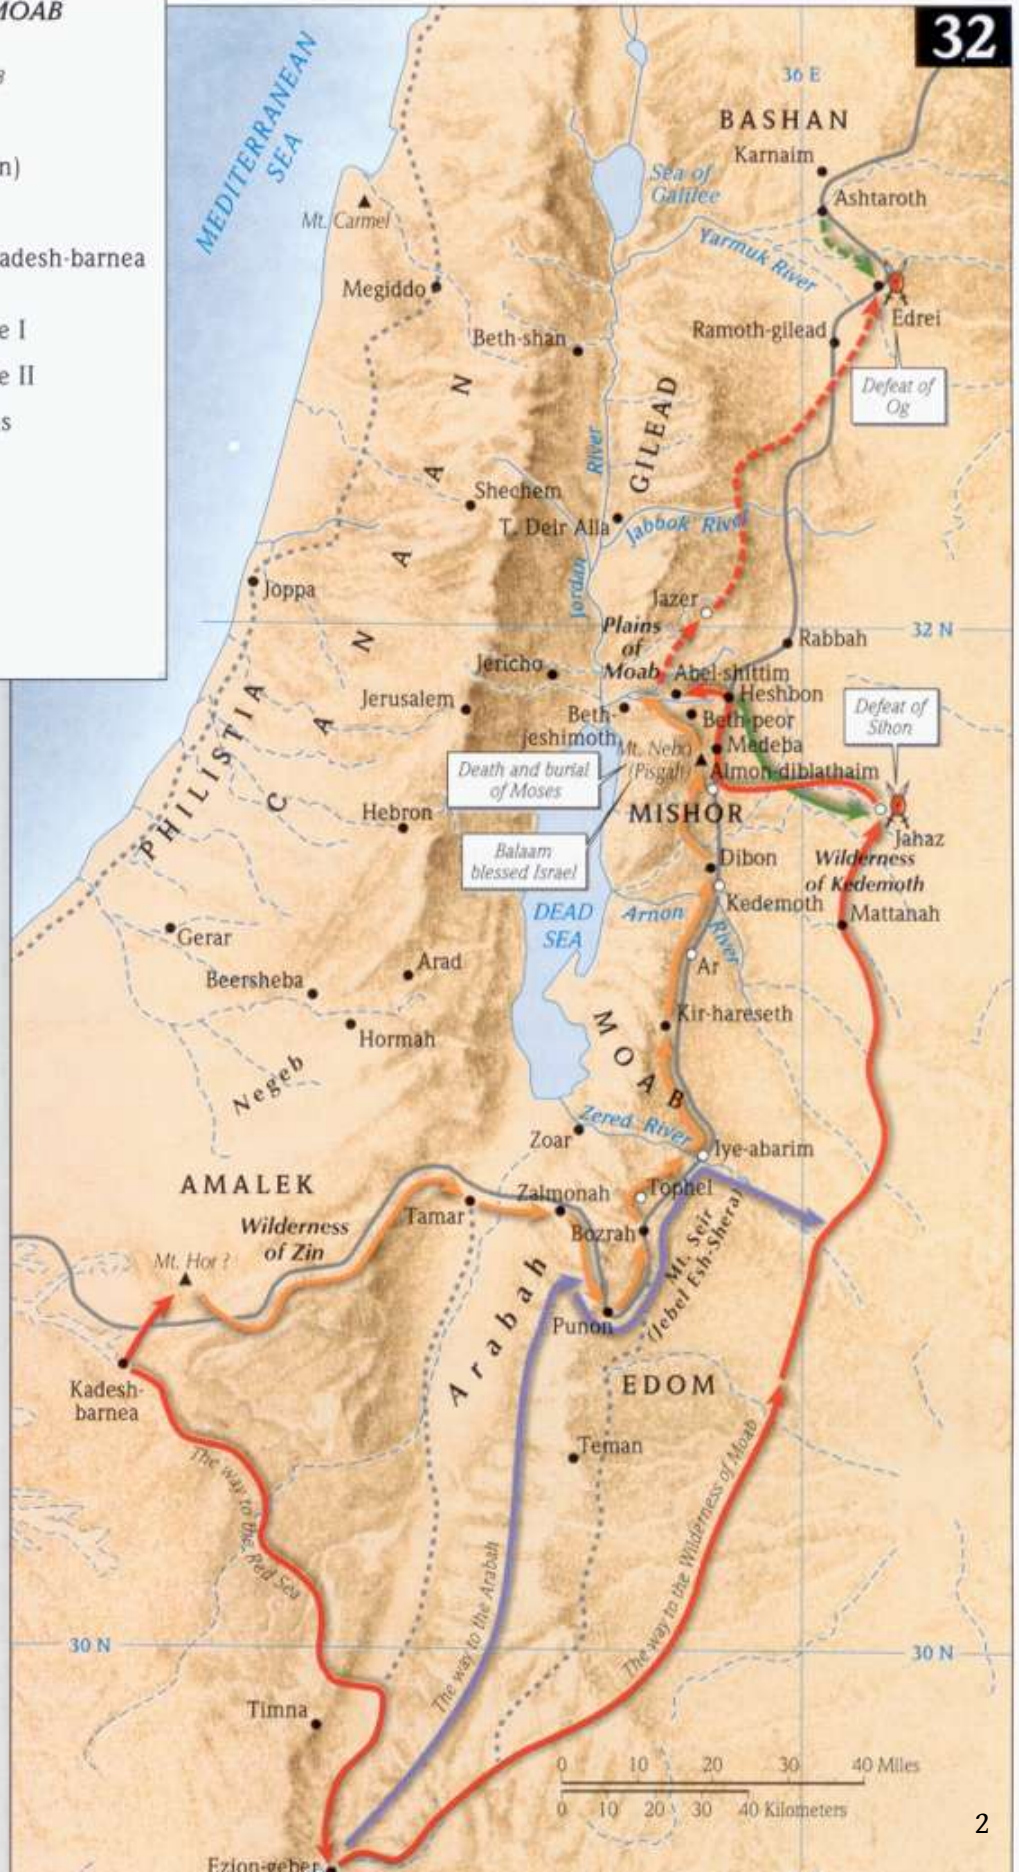 MOAB
n)
adesh-barnea
e I
e II
s
32
36 E
MEDITERRANEAN
SEA
BASHAN
Karnaim
Ashtaroth
Sea of
Galilee
Mt. Carmel
Yarmuk River
Megiddo
Edrei
Ramoth-gilead
Beth-shan
Defeat of
Og
CANAAN
GILEAD
River
Shechem
T. Deir Alla
Jabbok River
Jordan
Joppa
Jazer
32 N
Plains
of
Moab
Rabbah
Jericho
Abel-shittim
Heshbon
Jerusalem
Beth-
jeshimoth
Beth-peor
Defeat of
Sihon
PHILISTIA
Mt. Nebo
(Pisgah)
Medeba
Death and burial
of Moses
Almon-diblathaim
MISHOR
Hebron
Jahaz
Balaam
blessed Israel
Dibon
Wilderness
of Kedemoth
Kedemoth
DEAD
SEA
Arnon
River
Mattanah
Gerar
Ar
Arad
Beersheba
Kir-hareseth
Hormah
MOAB
Negeb
Zered River
Zoar
Iye-abarim
AMALEK
Zalmonah
Tophel
Tamar
Wilderness
of Zin
Bozrah
Mt. Seir
(Jebel Esh-Shera)
Mt. Hor ?
Arabah
Punon
Kadesh-
barnea
EDOM
Teman
The way to the Red Sea
The way to the Arabah
The way to the Wilderness of Moab
30 N
30 N
Timna
0 10 20 30 40 Miles
0 10 20 30 40 Kilometers
2
Ezion-geber